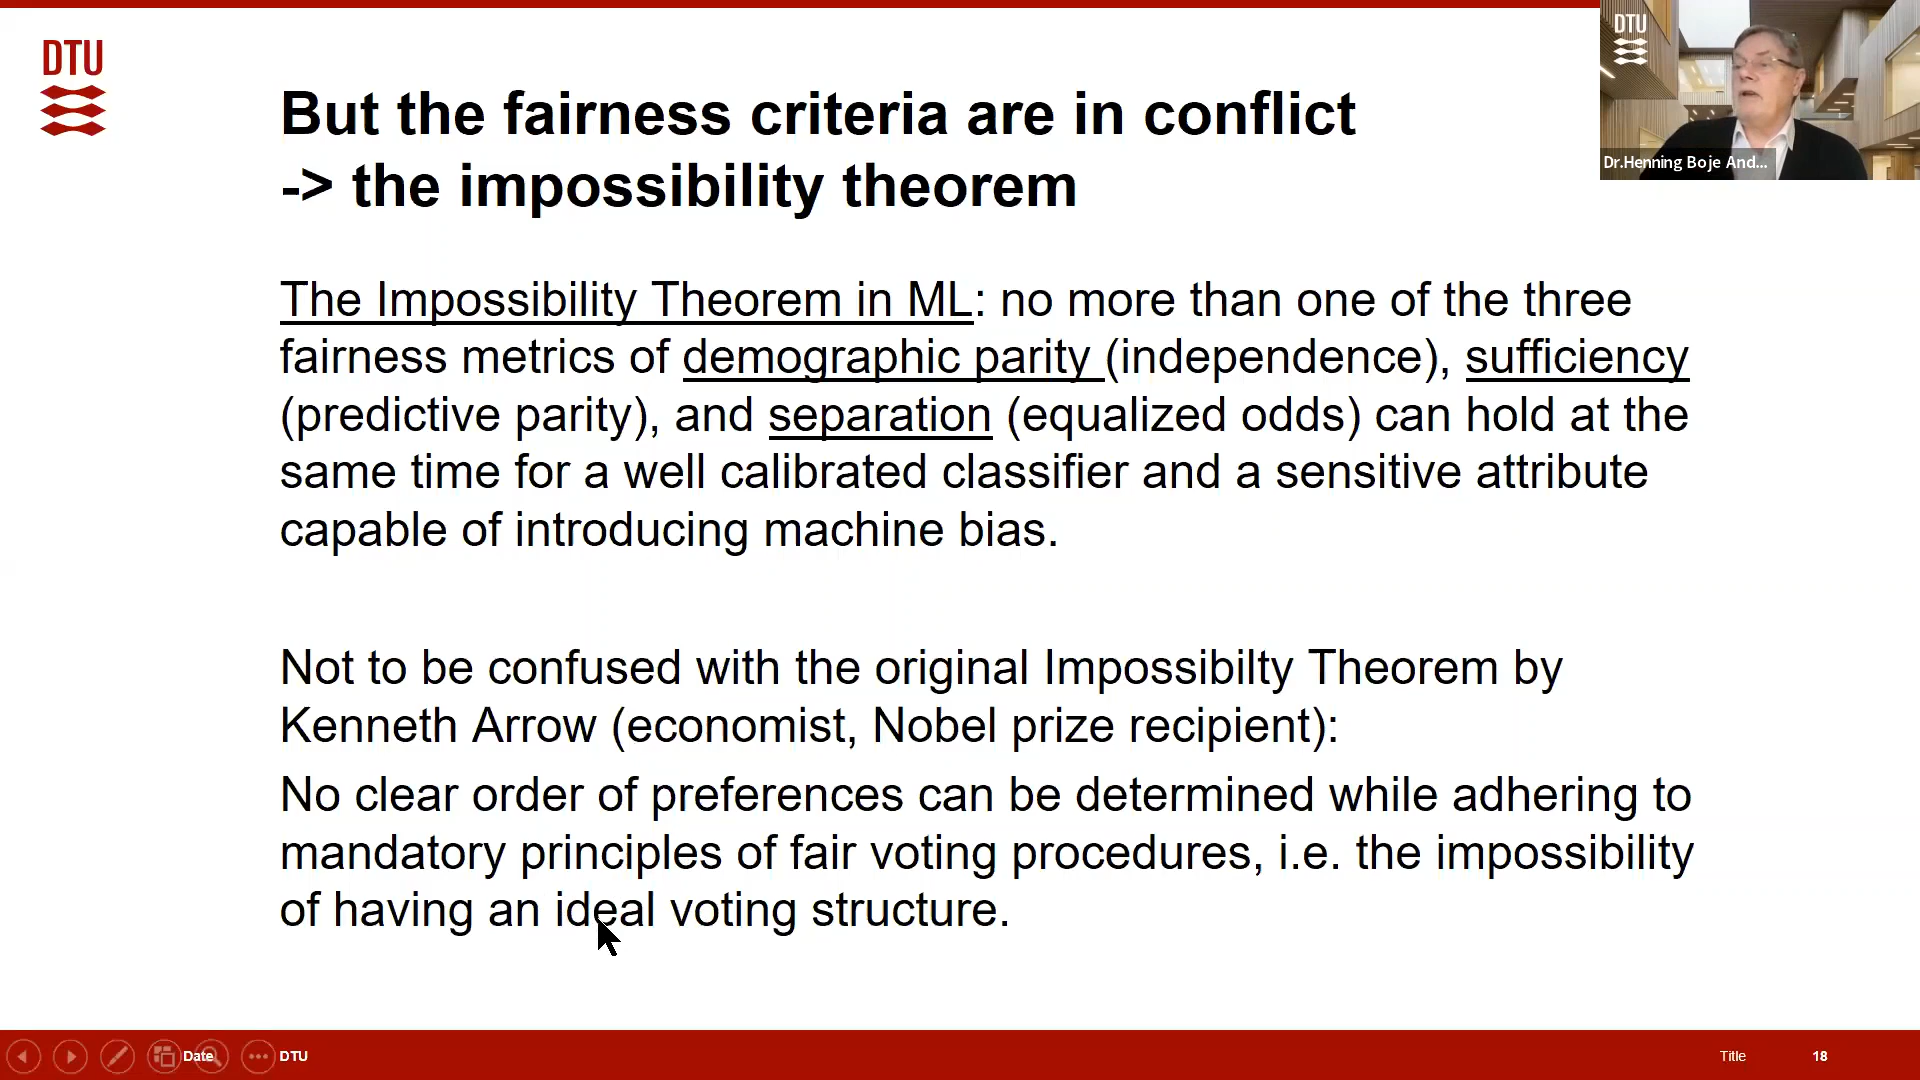 DTU
But the fairness criteria are in conflict
-> the impossibility theorem
DTU
Dr.Henning Boje And...
The Impossibility Theorem in ML: no more than one of the three
fairness metrics of demographic parity (independence), sufficiency
(predictive parity), and separation (equalized odds) can hold at the
same time for a well calibrated classifier and a sensitive attribute
capable of introducing machine bias.
Not to be confused with the original Impossibilty Theorem by
Kenneth Arrow (economist, Nobel prize recipient):
No clear order of preferences can be determined while adhering to
mandatory principles of fair voting procedures, i.e. the impossibility
of having an ideal voting structure.
Date DTU Title 18